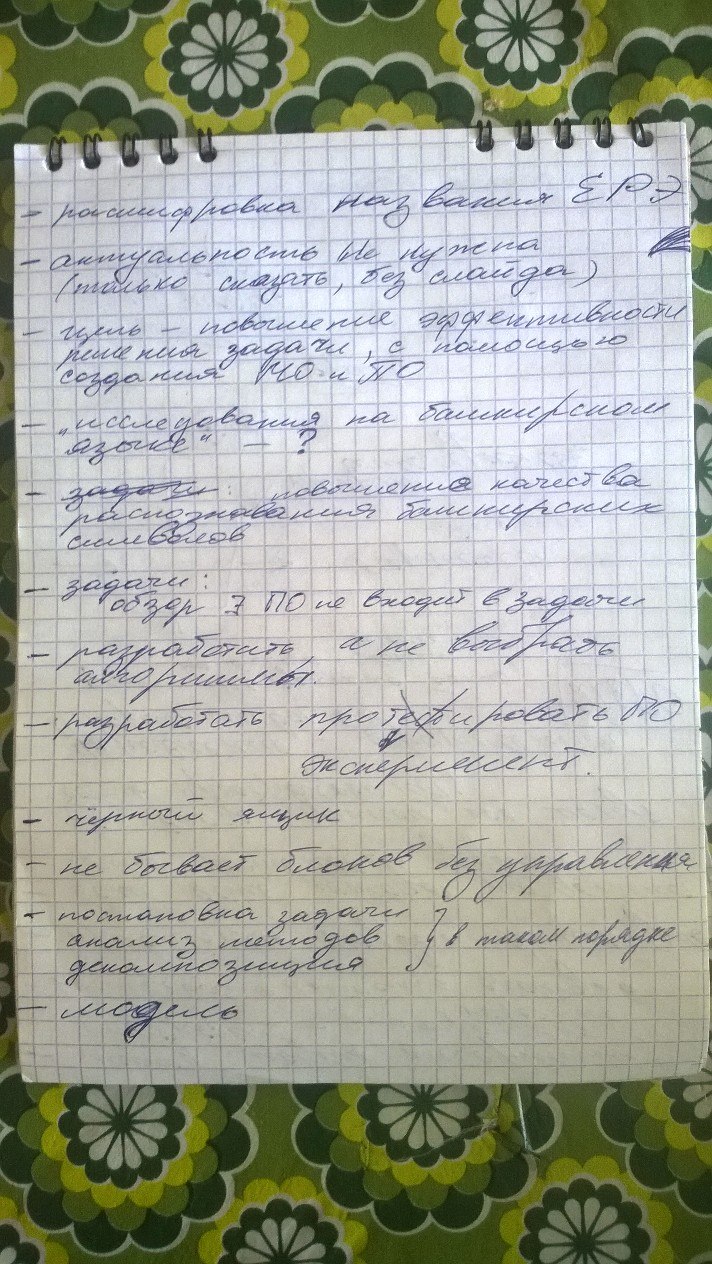 - расшифровка названия ЕРЭ
- актуальность не нужна
(только сказать, без слайда)
- цель - повышение эффективности
решения задачи, с помощью
создания МО и ПО
- „исследования на башкирском
языке“ - ?
- задачи: повышение качества
распознавания башкирских
символов
- задачи:
обзор ПО не входит в задачи
- разработать, а не выбрать
алгоритмы.
- разработать протестировать ПО
эксперимент.
- чёрный ящик
- не бывает блоков без управления
- постановка задачи
анализ методов } в таком порядке
декомпозиция
- модель